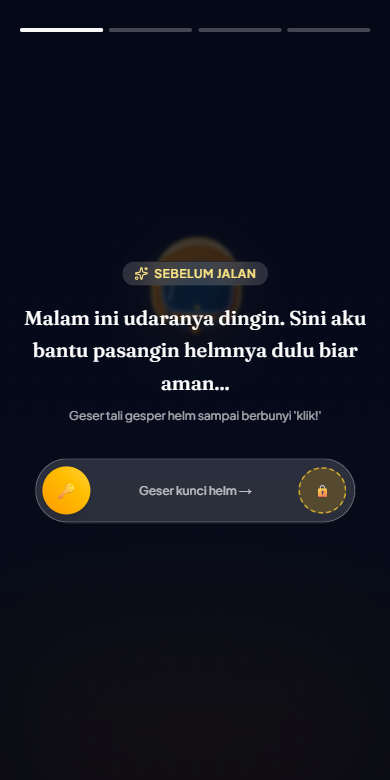 SEBELUM JALAN
Malam ini udaranya dingin. Sini aku
bantu pasangin helmnya dulu biar
aman...
Geser tali gesper helm sampai berbunyi 'klik!'
Geser kunci helm →